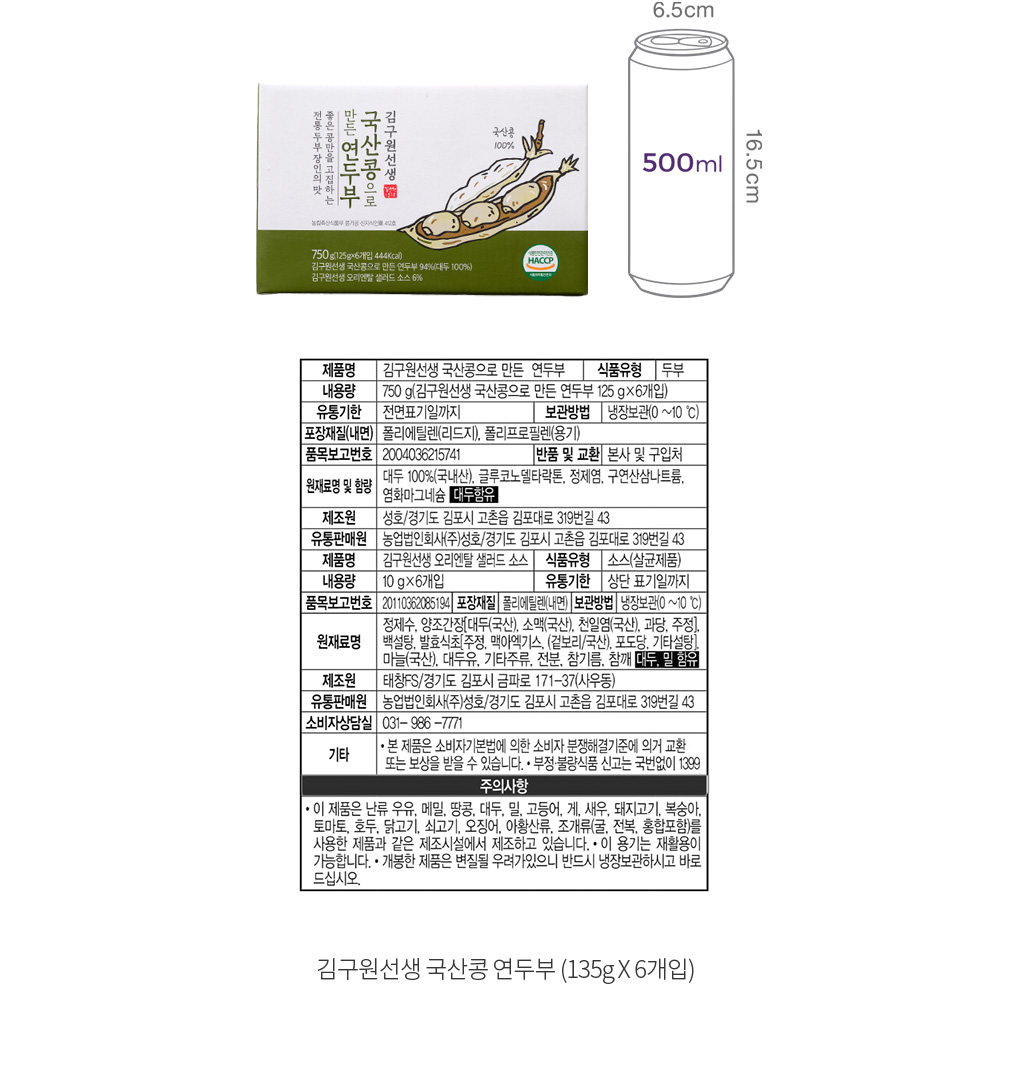 6.5cm
500ml
16.5cm
김구원선생
국산콩으로
만든 연두부
좋은 콩만을 고집하는
전통 두부 장인의 맛
국산콩
100%
750g(125g×6개입 444Kcal)
김구원선생 국산콩으로 만든 연두부 94%(대두 100%)
김구원선생 오리엔탈 샐러드 소스 6%
HACCP
제품명 김구원선생 국산콩으로 만든 연두부 식품유형 두부
내용량 750 g(김구원선생 국산콩으로 만든 연두부 125 g×6개입)
유통기한 전면표기일까지 보관방법 냉장보관(0 ~10 ℃)
포장재질(내면) 폴리에틸렌(리드지), 폴리프로필렌(용기)
품목보고번호 2004036215741 반품 및 교환 본사 및 구입처
원재료명 및 함량 대두 100%(국내산), 글루코노델타락톤, 정제염, 구연산삼나트륨,
염화마그네슘 대두함유
제조원 성호/경기도 김포시 고촌읍 김포대로 319번길 43
유통판매원 농업법인회사(주)성호/경기도 김포시 고촌읍 김포대로 319번길 43
제품명 김구원선생 오리엔탈 샐러드 소스 식품유형 소스(살균제품)
내용량 10 g×6개입 유통기한 상단 표기일까지
품목보고번호 20110362085194 포장재질 폴리에틸렌(내면) 보관방법 냉장보관(0 ~10 ℃)
원재료명 정제수, 양조간장[대두(국산), 소맥(국산), 천일염(국산), 과당, 주정],
백설탕, 발효식초[주정, 맥아엑기스, (겉보리/국산), 포도당, 기타설탕],
마늘(국산), 대두유, 기타주류, 전분, 참기름, 참깨 대두, 밀 함유
제조원 태창FS/경기도 김포시 금파로 171-37(사우동)
유통판매원 농업법인회사(주)성호/경기도 김포시 고촌읍 김포대로 319번길 43
소비자상담실 031- 986 -7771
기타 • 본 제품은 소비자기본법에 의한 소비자 분쟁해결기준에 의거 교환
또는 보상을 받을 수 있습니다. • 부정·불량식품 신고는 국번없이 1399
주의사항
• 이 제품은 난류 우유, 메밀, 땅콩, 대두, 밀, 고등어, 게, 새우, 돼지고기, 복숭아,
토마토, 호두, 닭고기, 쇠고기, 오징어, 아황산류, 조개류(굴, 전복, 홍합포함)를
사용한 제품과 같은 제조시설에서 제조하고 있습니다. • 이 용기는 재활용이
가능합니다. • 개봉한 제품은 변질될 우려가있으니 반드시 냉장보관하시고 바로
드십시오.
김구원선생 국산콩 연두부 (135g X 6개입)